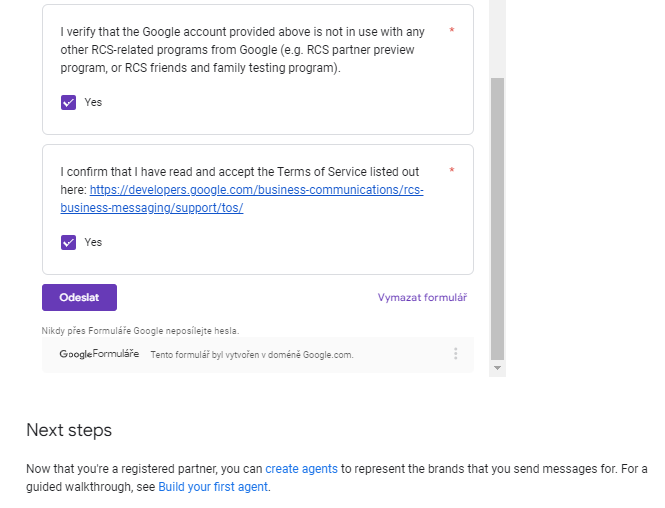 I verify that the Google account provided above is not in use with any *
other RCS-related programs from Google (e.g. RCS partner preview
program, or RCS friends and family testing program).
Yes
I confirm that I have read and accept the Terms of Service listed out *
here: https://developers.google.com/business-communications/rcs-
business-messaging/support/tos/
Yes
Odeslat Vymazat formulář
Nikdy přes Formuláře Google neposílejte hesla.
Google Formuláře Tento formulář byl vytvořen v doméně Google.com.
Next steps
Now that you're a registered partner, you can create agents to represent the brands that you send messages for. For a
guided walkthrough, see Build your first agent.